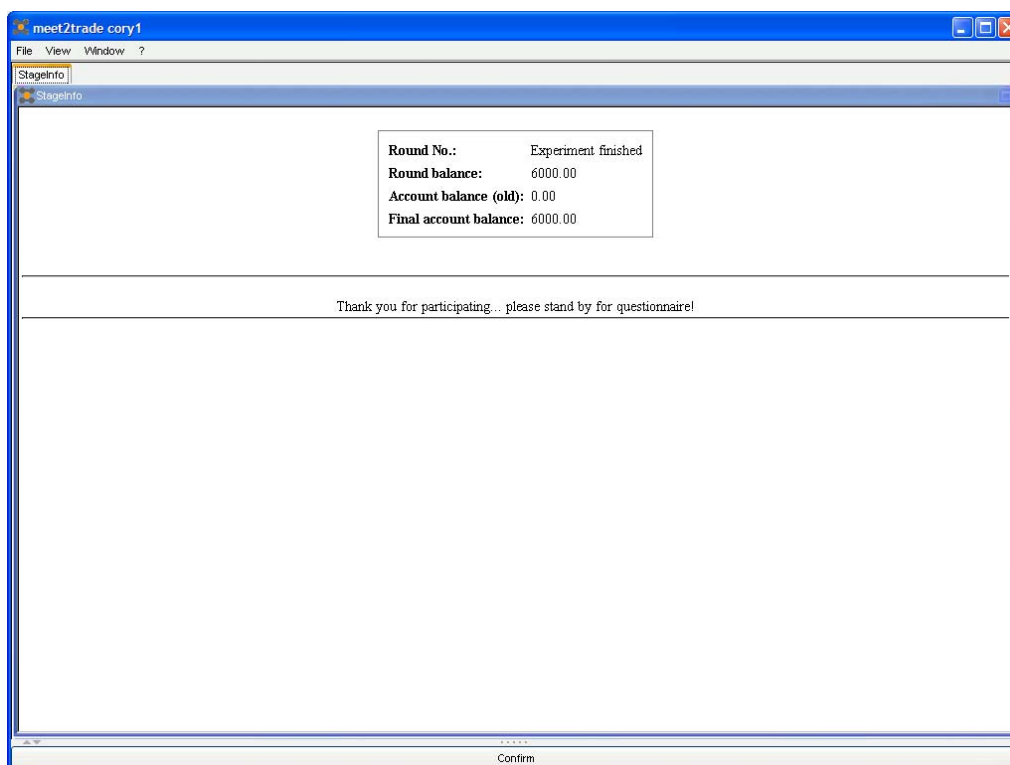 meet2trade cory1
File View Window ?
StageInfo
StageInfo
Round No.: Experiment finished
Round balance: 6000.00
Account balance (old): 0.00
Final account balance: 6000.00
Thank you for participating... please stand by for questionnaire!
Confirm